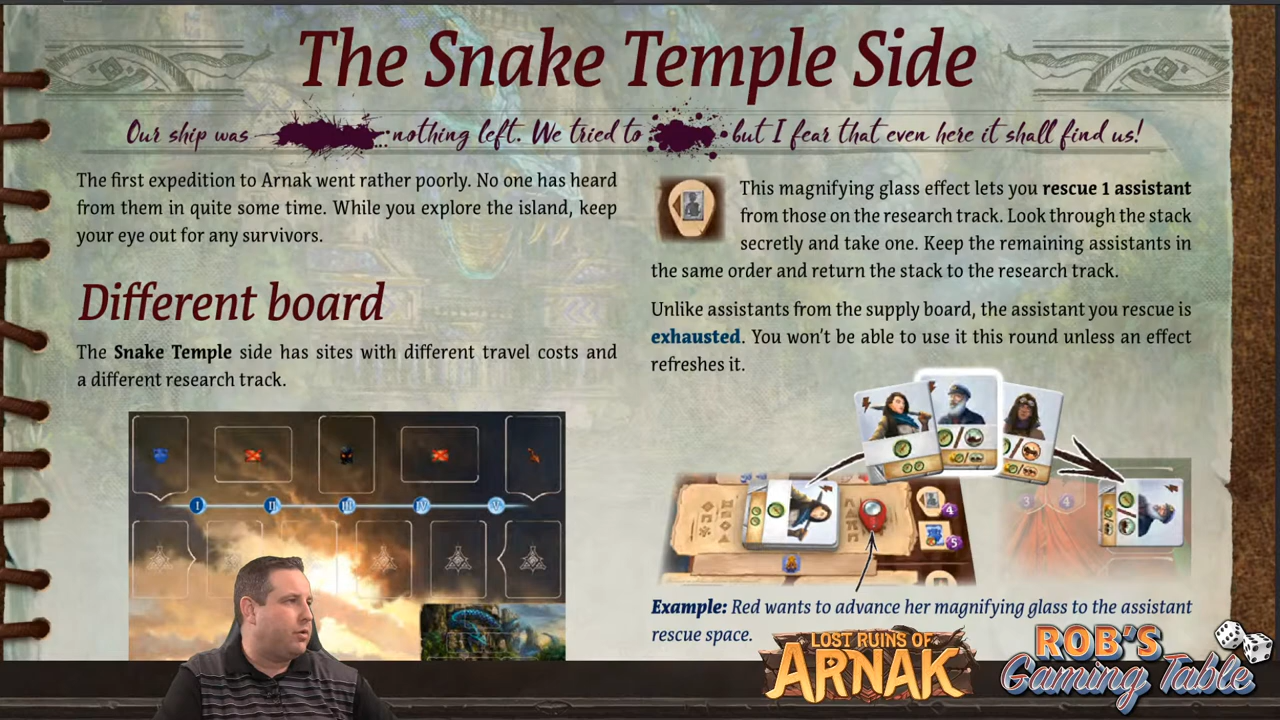 The Snake Temple Side
Our ship was nothing left. We tried to but I fear that even here it shall find us!
The first expedition to Arnak went rather poorly. No one has heard
from them in quite some time. While you explore the island, keep
your eye out for any survivors.
Different board
The Snake Temple side has sites with different travel costs and
a different research track.
I II III IV V
This magnifying glass effect lets you rescue 1 assistant
from those on the research track. Look through the stack
secretly and take one. Keep the remaining assistants in
the same order and return the stack to the research track.
Unlike assistants from the supply board, the assistant you rescue is
exhausted. You won't be able to use it this round unless an effect
refreshes it.
4
5
3 4
Example: Red wants to advance her magnifying glass to the assistant
rescue space.
LOST RUINS OF
ARNAK
ROB'S
Gaming Table